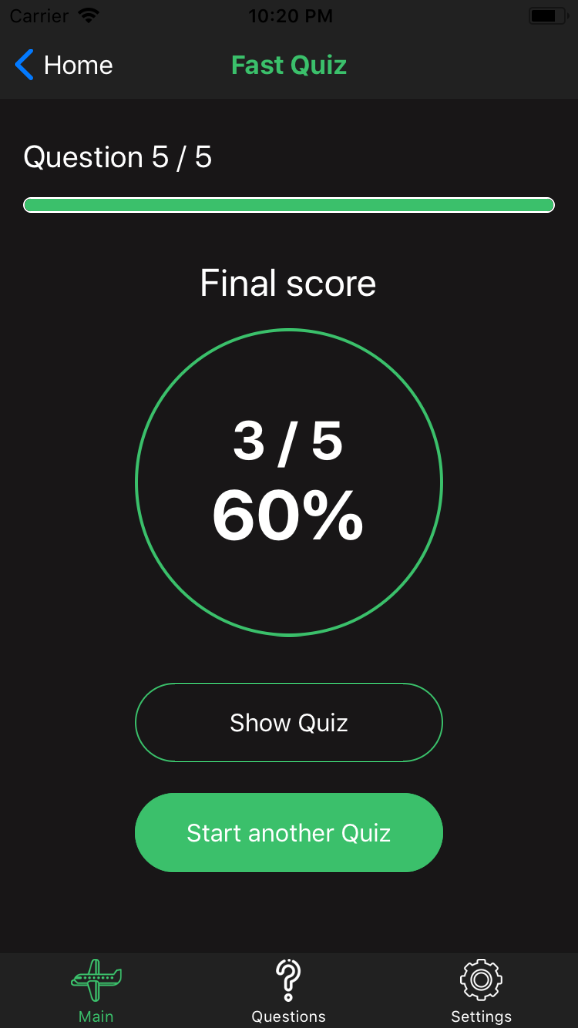 Carrier 10:20 PM
Home Fast Quiz
Question 5 / 5
Final score
3 / 5
60%
Show Quiz
Start another Quiz
Main Questions Settings